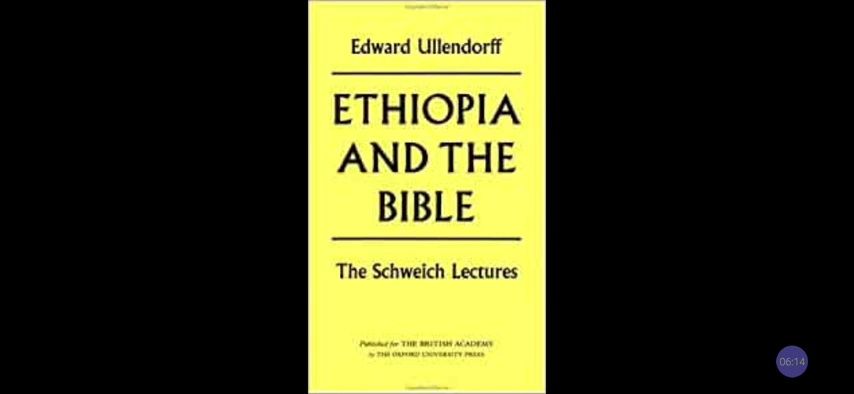 Edward Ullendorff
ETHIOPIA
AND THE
BIBLE
The Schweich Lectures
Published for THE BRITISH ACADEMY
by THE OXFORD UNIVERSITY PRESS
06:14